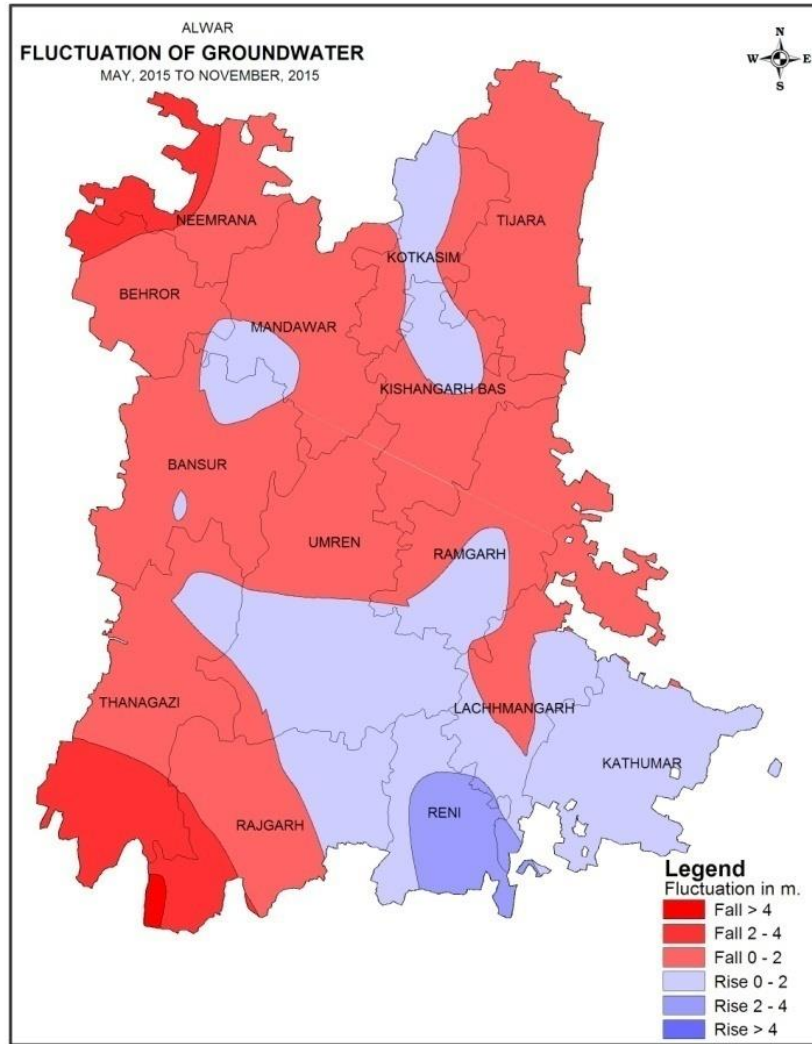 ALWAR
FLUCTUATION OF GROUNDWATER
MAY, 2015 TO NOVEMBER, 2015
N
W E
S
NEEMRANA
TIJARA
KOTKASIM
BEHROR
MANDAWAR
KISHANGARH BAS
BANSUR
UMREN
RAMGARH
THANAGAZI
LACHHMANGARH
KATHUMAR
RENI
RAJGARH
Legend
Fluctuation in m.
Fall > 4
Fall 2 - 4
Fall 0 - 2
Rise 0 - 2
Rise 2 - 4
Rise > 4